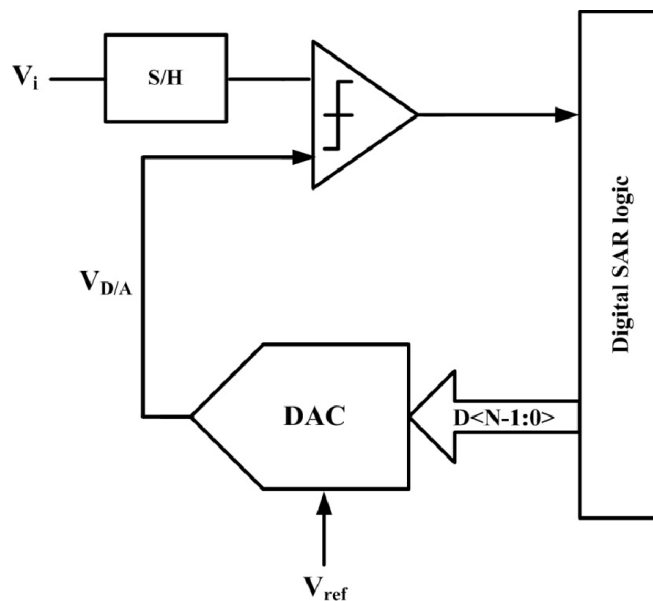 V_i
S/H
V_D/A
Digital SAR logic
DAC
D<N-1:0>
V_ref